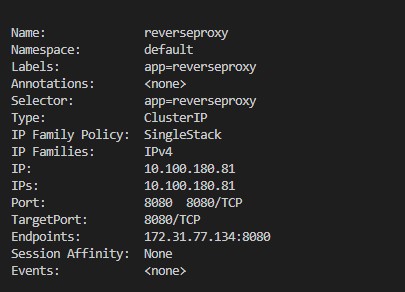 Name: reverseproxy
Namespace: default
Labels: app=reverseproxy
Annotations: <none>
Selector: app=reverseproxy
Type: ClusterIP
IP Family Policy: SingleStack
IP Families: IPv4
IP: 10.100.180.81
IPs: 10.100.180.81
Port: 8080 8080/TCP
TargetPort: 8080/TCP
Endpoints: 172.31.77.134:8080
Session Affinity: None
Events: <none>